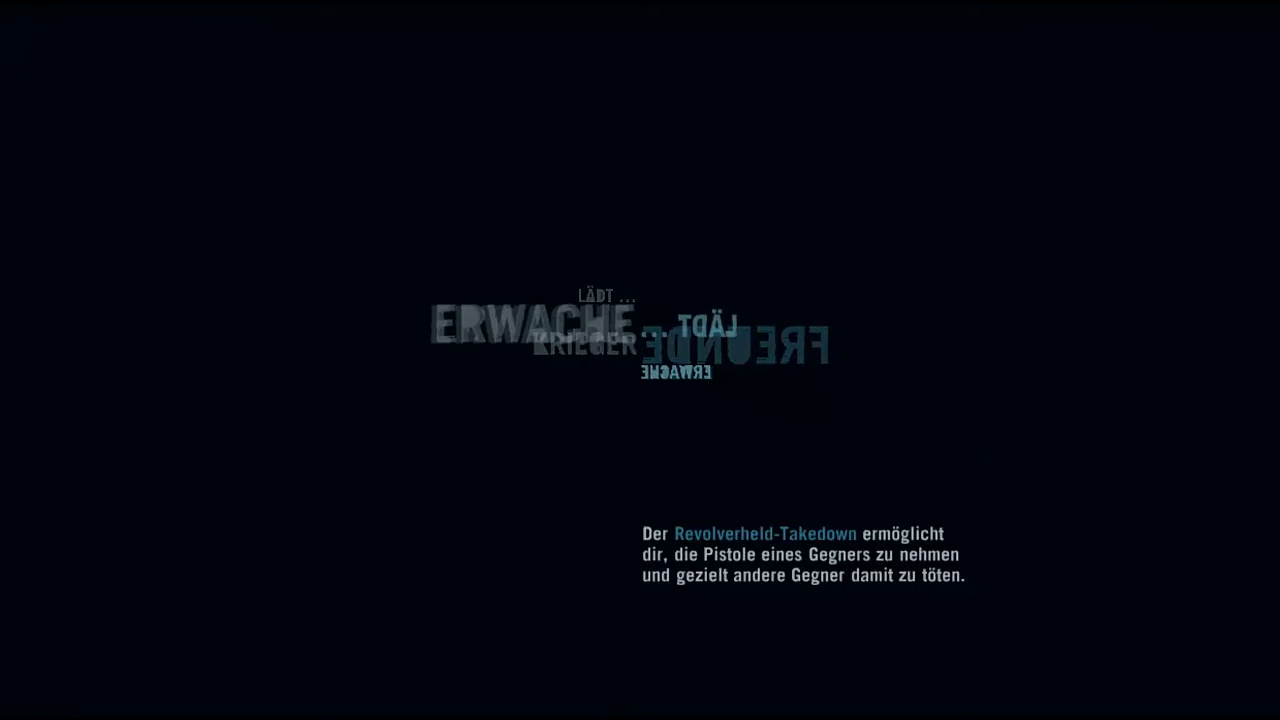 LÄDT ...
ERWACHE
KRIEGER
LÄDT ...
FREUNDE
ERWACHE
Der Revolverheld-Takedown ermöglicht
dir, die Pistole eines Gegners zu nehmen
und gezielt andere Gegner damit zu töten.